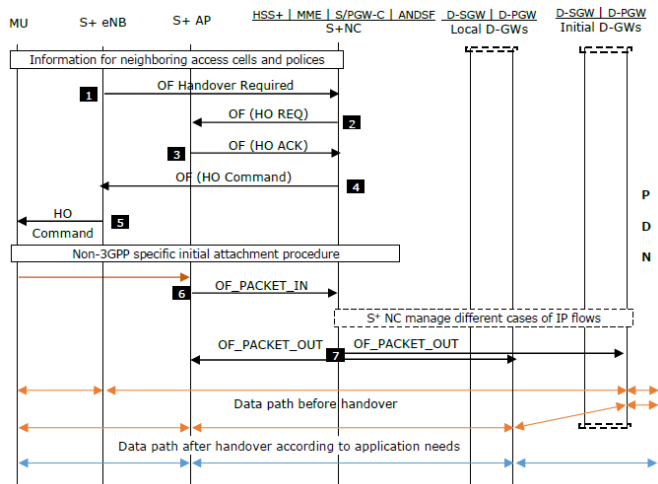 HSS+ | MME | S/PGW-C | ANDSF
D-SGW | D-PGW
D-SGW | D-PGW
MU
S+ eNB
S+ AP
S+NC
Local D-GWs
Initial D-GWs
Information for neighboring access cells and polices
OF Handover Required
1
OF (HO REQ)
2
OF (HO ACK)
3
OF (HO Command)
4
HO
5
Command
P
D
N
Non-3GPP specific initial attachment procedure
OF_PACKET_IN
6
S⁺ NC manage different cases of IP flows
OF_PACKET_OUT
7
OF_PACKET_OUT
Data path before handover
Data path after handover according to application needs